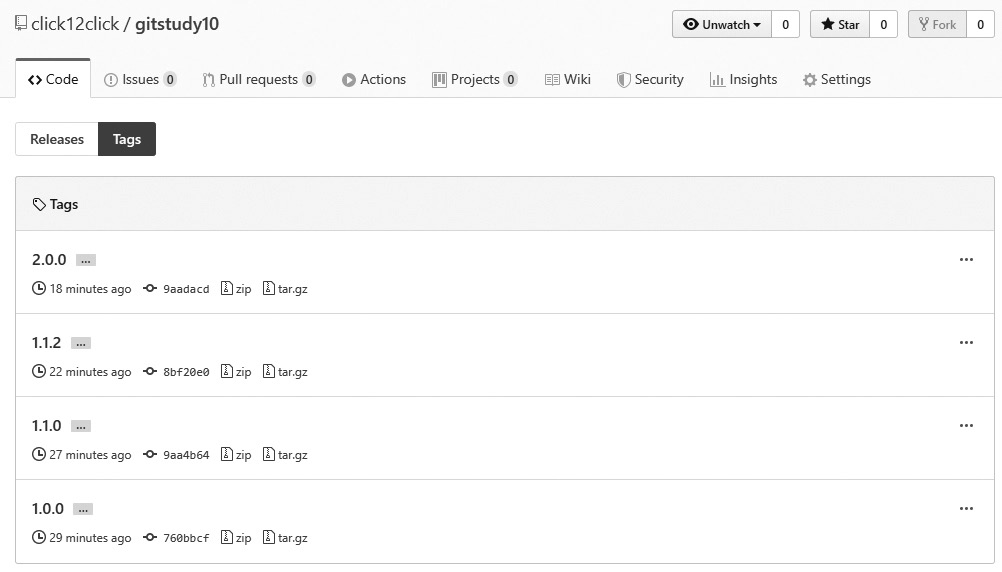 click12click / gitstudy10 Unwatch 0 Star 0 Fork 0
Code Issues 0 Pull requests 0 Actions Projects 0 Wiki Security Insights Settings
Releases Tags
Tags
2.0.0 ...
18 minutes ago 9aadacd zip tar.gz
1.1.2 ...
22 minutes ago 8bf20e0 zip tar.gz
1.1.0 ...
27 minutes ago 9aa4b64 zip tar.gz
1.0.0 ...
29 minutes ago 760bbcf zip tar.gz